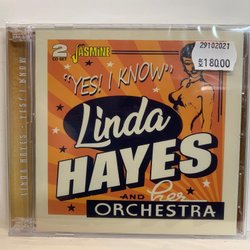 2 CD SET
JASMINE
29102021
180.00
"YES! I KNOW"
Linda
HAYES
AND her
ORCHESTRA
LINDA HAYES - YES! I KNOW